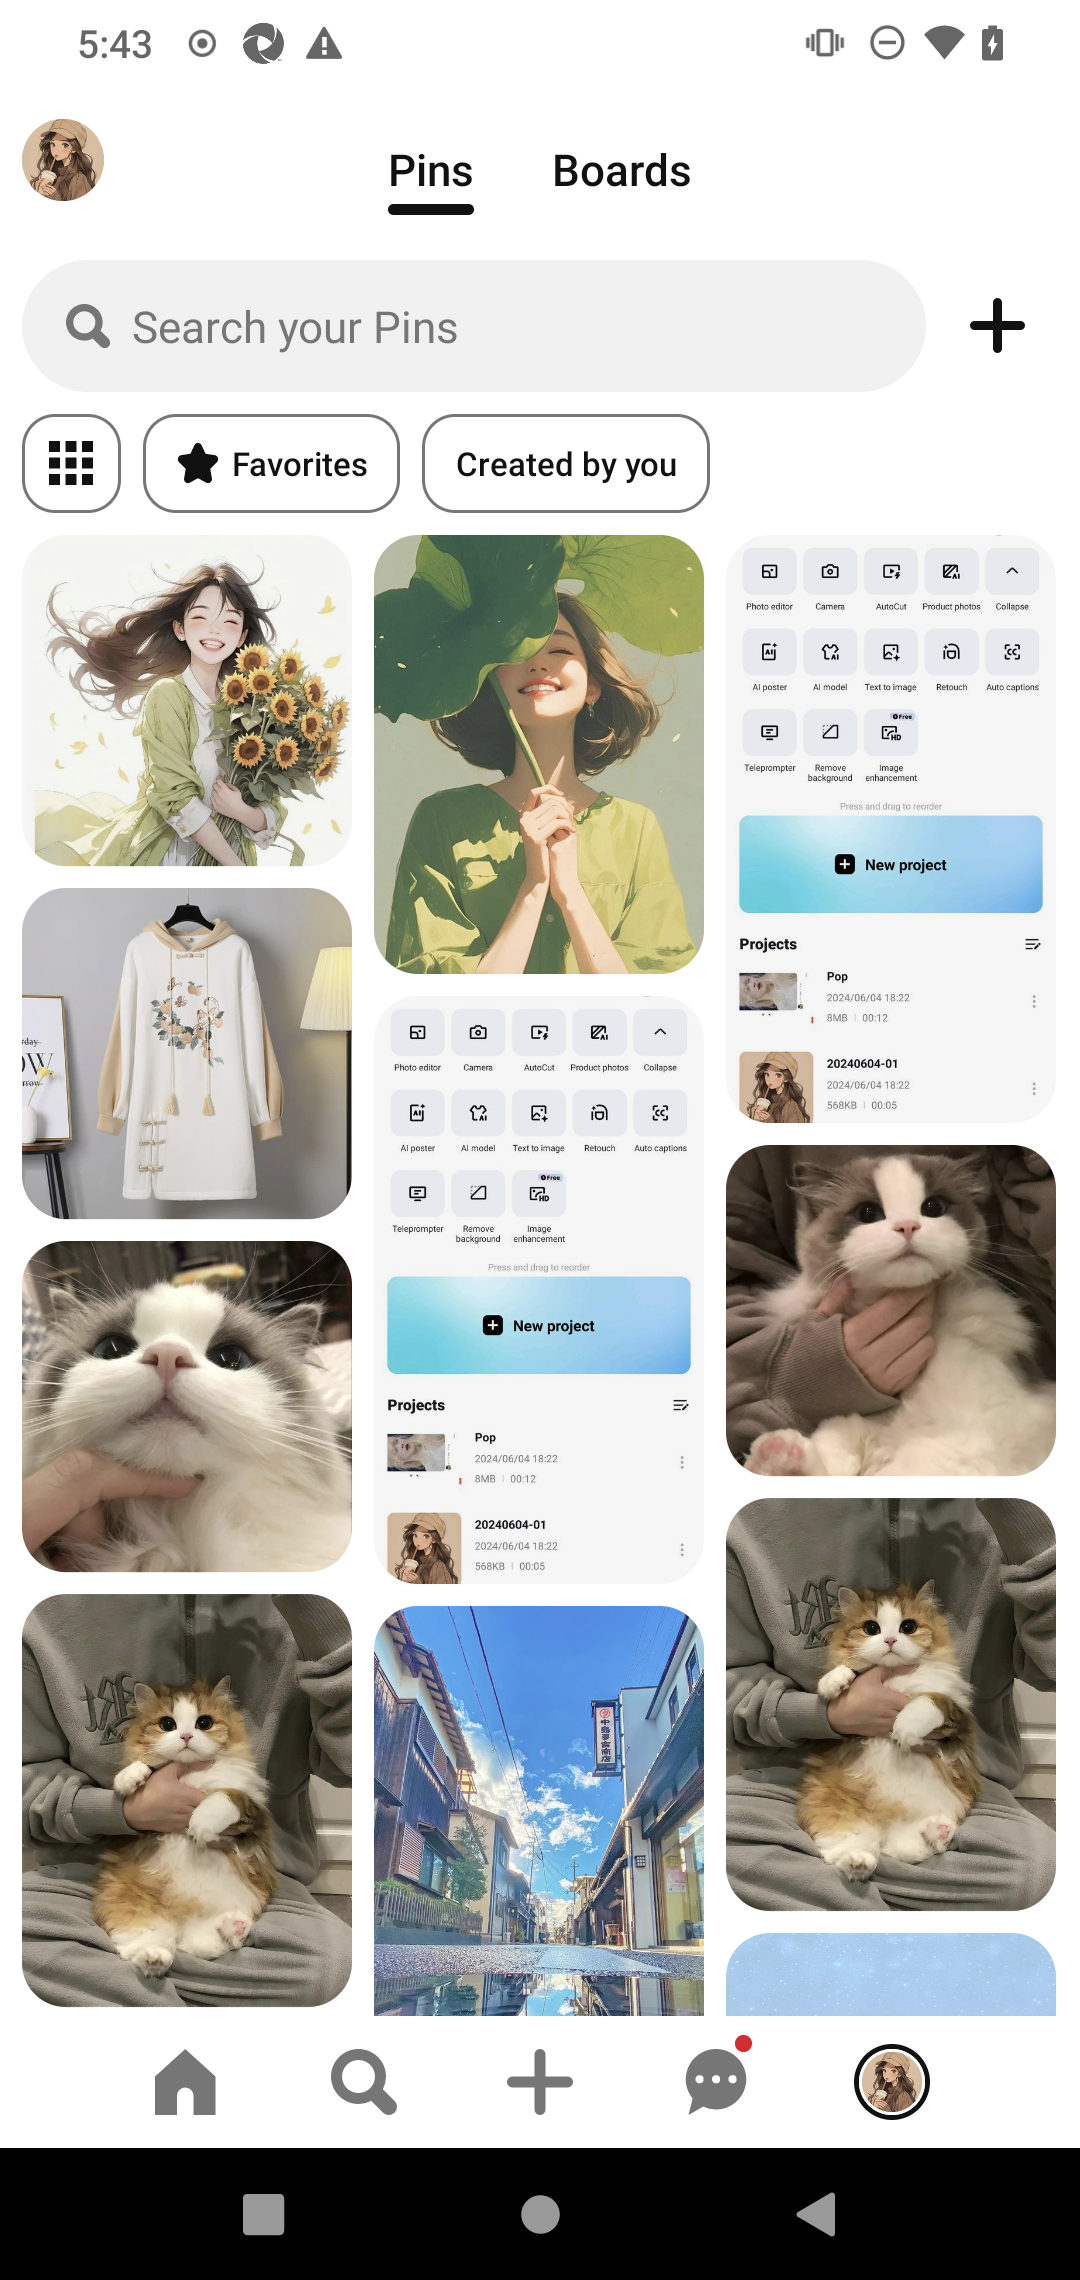 5:43
Pins
Boards
Search your Pins
Favorites
Created by you
Photo editor
Camera
AutoCut
Product photos
Collapse
AI poster
AI model
Text to image
Retouch
Auto captions
Free
Teleprompter
Remove background
Image enhancement
Press and drag to reorder
New project
Projects
Pop
2024/06/04 18:22
8MB | 00:12
20240604-01
2024/06/04 18:22
568KB | 00:05
Photo editor
Camera
AutoCut
Product photos
Collapse
AI poster
AI model
Text to image
Retouch
Auto captions
Free
Teleprompter
Remove background
Image enhancement
Press and drag to reorder
New project
Projects
Pop
2024/06/04 18:22
8MB | 00:12
20240604-01
2024/06/04 18:22
568KB | 00:05